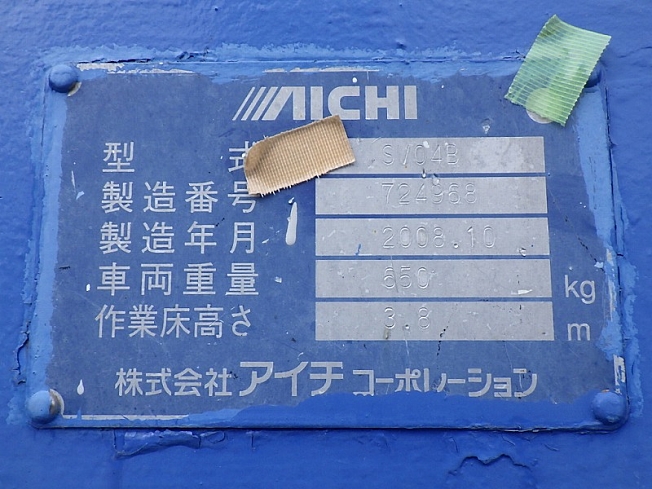 AICHI
型 式 SV04B
製造番号 724968
製造年月 2008.10
車両重量 650 kg
作業床高さ 3.8 m
株式会社 アイチ コーポレーション